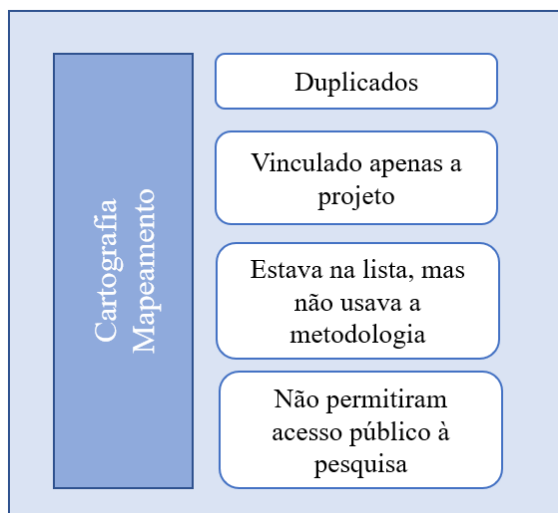 Cartografia
Mapeamento
Duplicados
Vinculado apenas a
projeto
Estava na lista, mas
não usava a
metodologia
Não permitiram
acesso público à
pesquisa